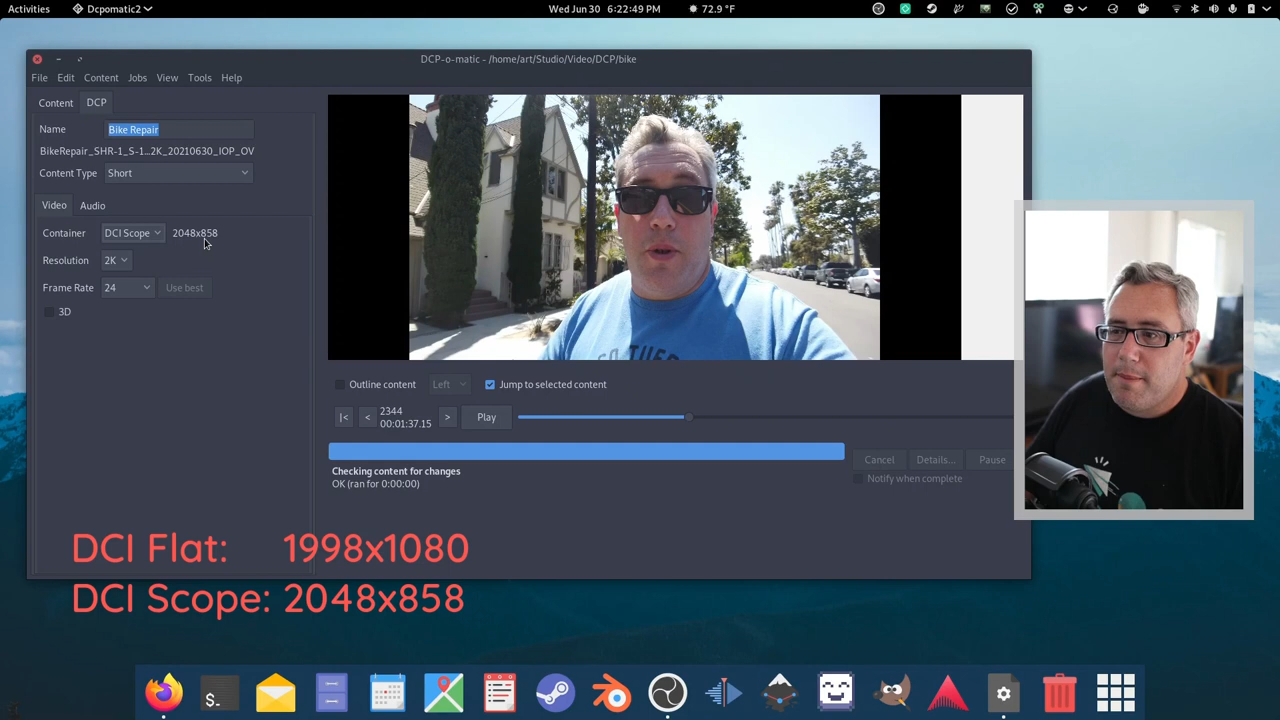 Activities
Dcpomatic2
Wed Jun 30 6:22:49 PM
72.9 °F
DCP-o-matic - /home/art/Studio/Video/DCP/bike
File Edit Content Jobs View Tools Help
Content DCP
Name Bike Repair
BikeRepair_SHR-1_S-1...2K_20210630_IOP_OV
Content Type Short
Video Audio
Container DCI Scope 2048x858
Resolution 2K
Frame Rate 24 Use best
3D
Outline content Left Jump to selected content
|< < 2344 > Play
00:01:37.15
Checking content for changes
OK (ran for 0:00:00)
Cancel Details... Pause
Notify when complete
DCI Flat: 1998x1080
DCI Scope: 2048x858
$_